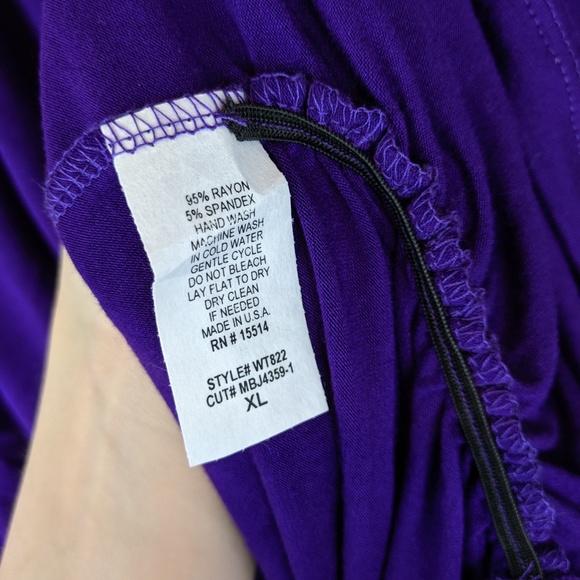 95% RAYON
5% SPANDEX
HAND WASH
MACHINE WASH
IN COLD WATER
GENTLE CYCLE
DO NOT BLEACH
LAY FLAT TO DRY
DRY CLEAN
IF NEEDED
MADE IN U.S.A.
RN # 15514
STYLE# WT822
CUT# MBJ4359-1
XL